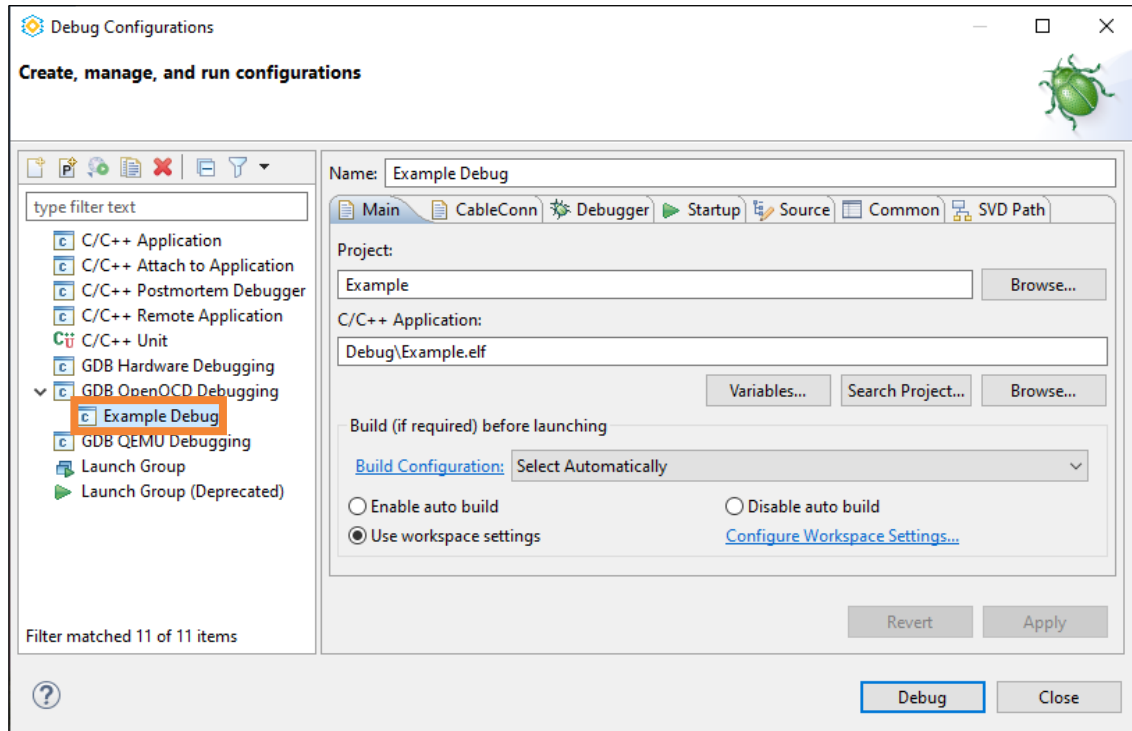 Debug Configurations
Create, manage, and run configurations
type filter text
C/C++ Application
C/C++ Attach to Application
C/C++ Postmortem Debugger
C/C++ Remote Application
C/C++ Unit
GDB Hardware Debugging
GDB OpenOCD Debugging
Example Debug
GDB QEMU Debugging
Launch Group
Launch Group (Deprecated)
Filter matched 11 of 11 items
Name: Example Debug
Main CableConn Debugger Startup Source Common SVD Path
Project:
Example Browse...
C/C++ Application:
Debug\Example.elf
Variables... Search Project... Browse...
Build (if required) before launching
Build Configuration: Select Automatically
Enable auto build Disable auto build
Use workspace settings Configure Workspace Settings...
Revert Apply
Debug Close